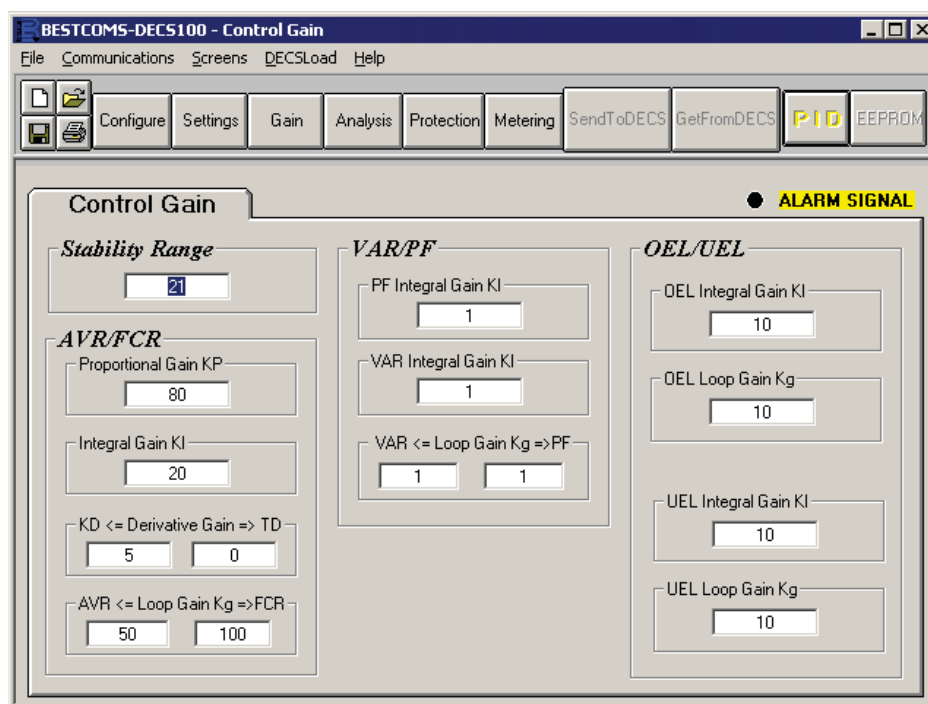 BESTCOMS-DECS100 - Control Gain
File Communications Screens DECSLoad Help
Configure Settings Gain Analysis Protection Metering SendToDECS GetFromDECS PID EEPROM
Control Gain
ALARM SIGNAL
Stability Range
21
AVR/FCR
Proportional Gain KP
80
Integral Gain KI
20
KD <= Derivative Gain => TD
5 0
AVR <= Loop Gain Kg =>FCR
50 100
VAR/PF
PF Integral Gain KI
1
VAR Integral Gain KI
1
VAR <= Loop Gain Kg =>PF
1 1
OEL/UEL
OEL Integral Gain KI
10
OEL Loop Gain Kg
10
UEL Integral Gain KI
10
UEL Loop Gain Kg
10